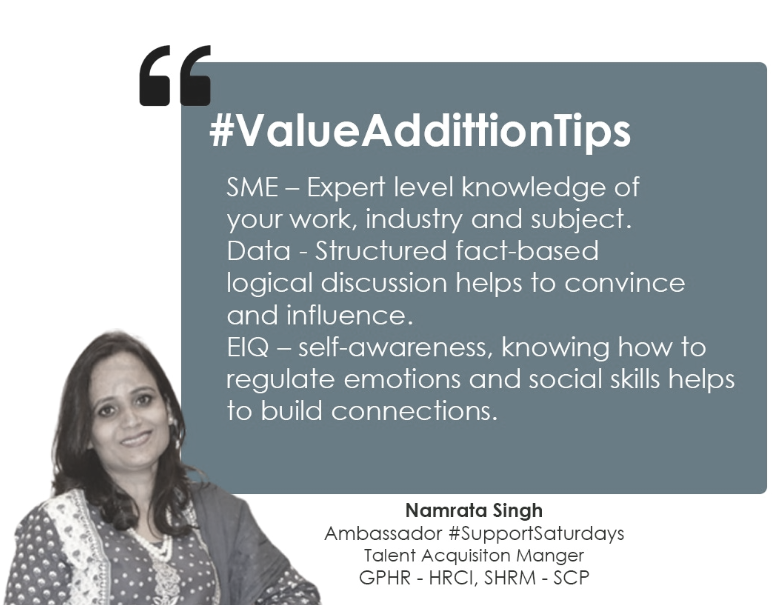 #ValueAddittionTips
SME – Expert level knowledge of
your work, industry and subject.
Data - Structured fact-based
logical discussion helps to convince
and influence.
EIQ – self-awareness, knowing how to
regulate emotions and social skills helps
to build connections.
Namrata Singh
Ambassador #SupportSaturdays
Talent Acquisiton Manger
GPHR - HRCI, SHRM - SCP